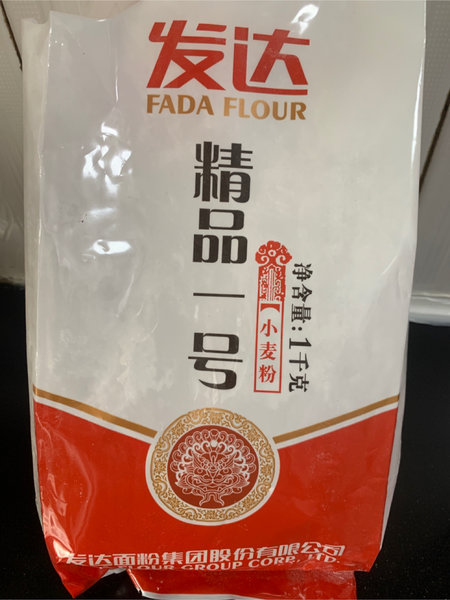 发达
FADA FLOUR
精品一号
净含量:1千克
小麦粉
发达面粉集团股份有限公司
FLOUR GROUP CORP., LTD.